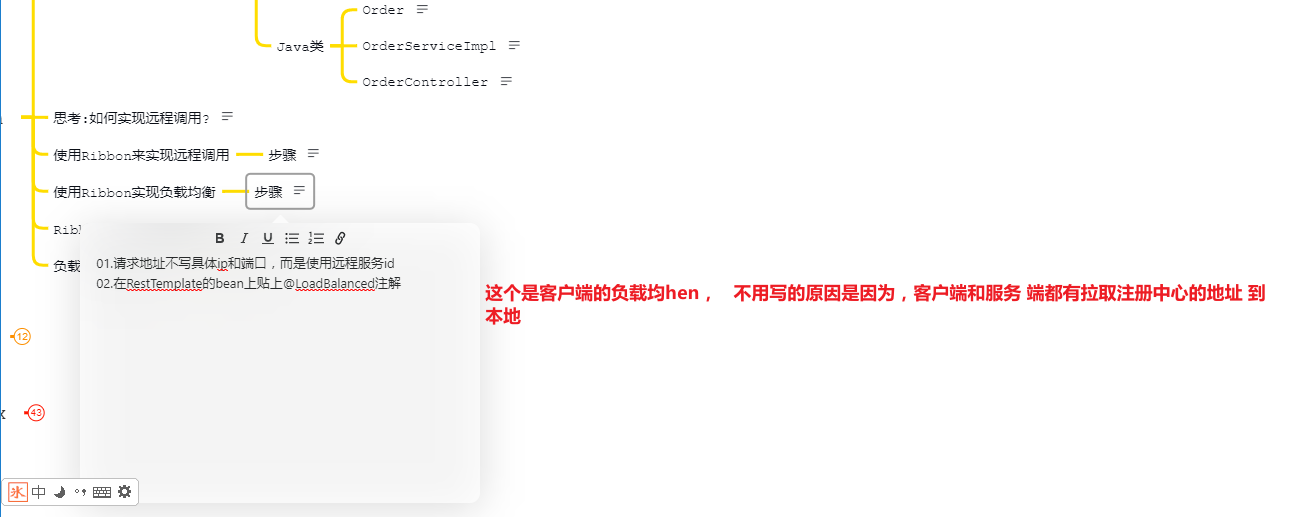 Order
Java类
OrderServiceImpl
OrderController
思考:如何实现远程调用?
使用Ribbon来实现远程调用
步骤
使用Ribbon实现负载均衡
步骤
负载
01.请求地址不写具体ip和端口，而是使用远程服务id
02.在RestTemplate的bean上贴上@LoadBalanced注解
这个是客户端的负载均hen， 不用写的原因是因为，客户端和服务 端都有拉取注册中心的地址 到
本地
12
43
中